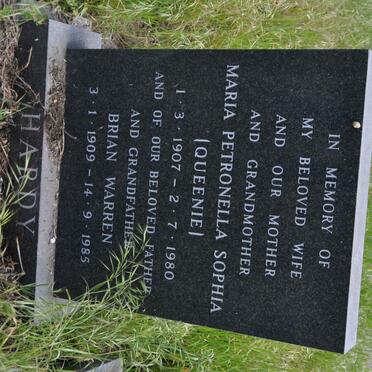 IN MEMORY OF
MY BELOVED WIFE
AND OUR MOTHER
AND GRANDMOTHER
MARIA PETRONELLA SOPHIA
[QUEENIE]
1·3·1907 – 2·7·1980
AND OF OUR BELOVED FATHER
AND GRANDFATHER
BRIAN WARREN
3·1·1909 – 14·9·1985
HARDY